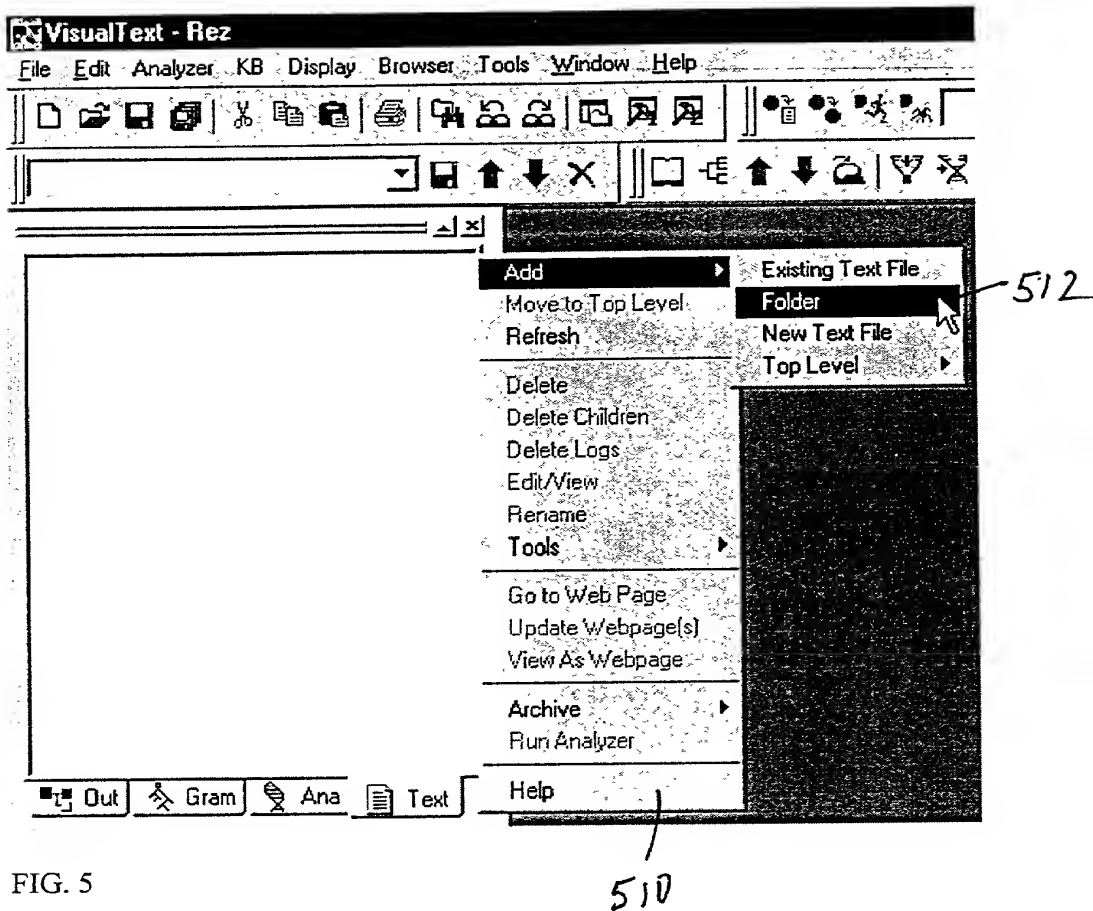 VisualText - Rez
File Edit Analyzer KB Display Browser Tools Window Help
Add
Existing Text File
512
Move to Top Level
Folder
Refresh
New Text File
Top Level
Delete
Delete Children
Delete Logs
Edit/View
Rename
Tools
Go to Web Page
Update Webpage(s)
View As Webpage
Archive
Run Analyzer
Out Gram Ana Text
Help
FIG. 5
510